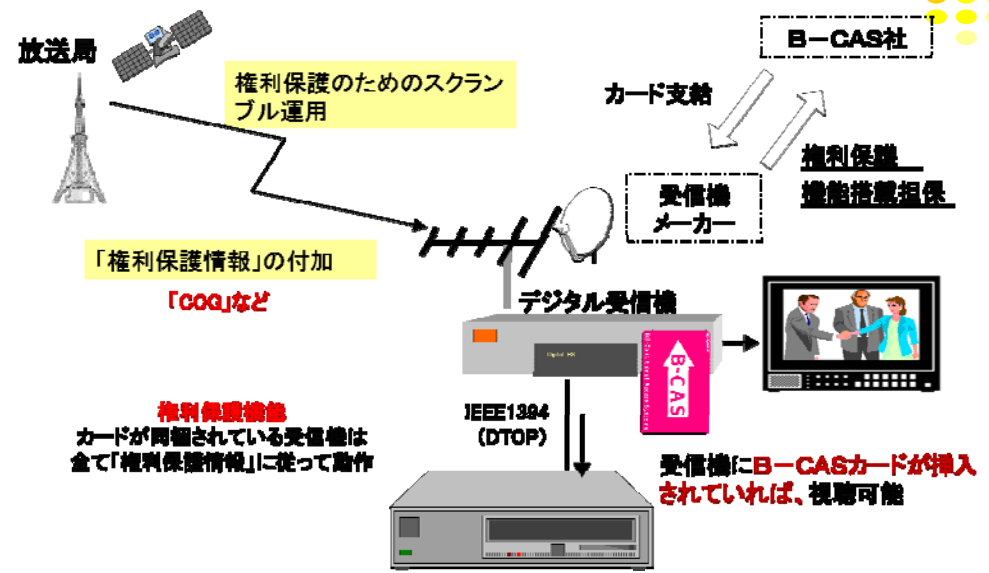 放送局
B－CAS社
権利保護のためのスクラン
ブル運用
カード支給
権利保護
機能搭載担保
受信機
メーカー
「権利保護情報」の付加
「COG」など
デジタル受信機
B-CAS
権利保護機能
カードが同梱されている受信機は
全て「権利保護情報」に従って動作
IEEE1394
（DTOP）
受信機にB－CASカードが挿入
されていれば、視聴可能